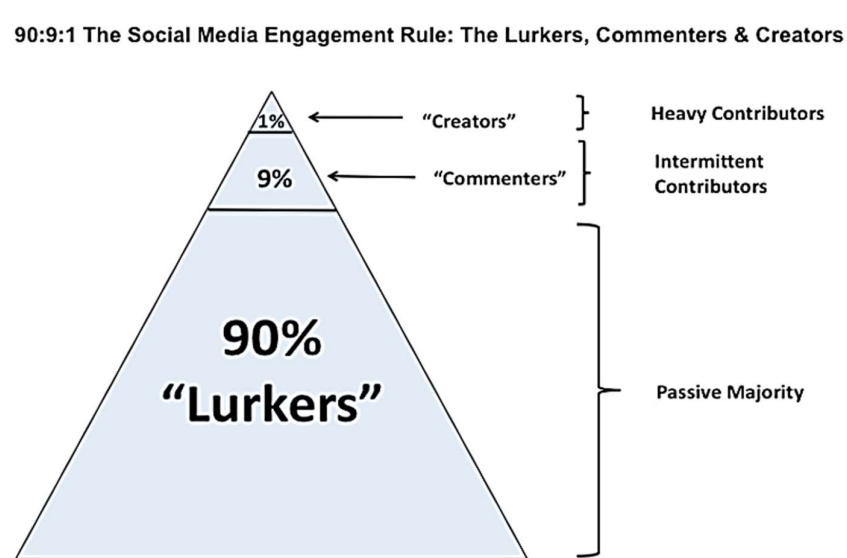 90:9:1 The Social Media Engagement Rule: The Lurkers, Commenters & Creators
1%
“Creators”
Heavy Contributors
9%
“Commenters”
Intermittent
Contributors
90%
“Lurkers”
Passive Majority